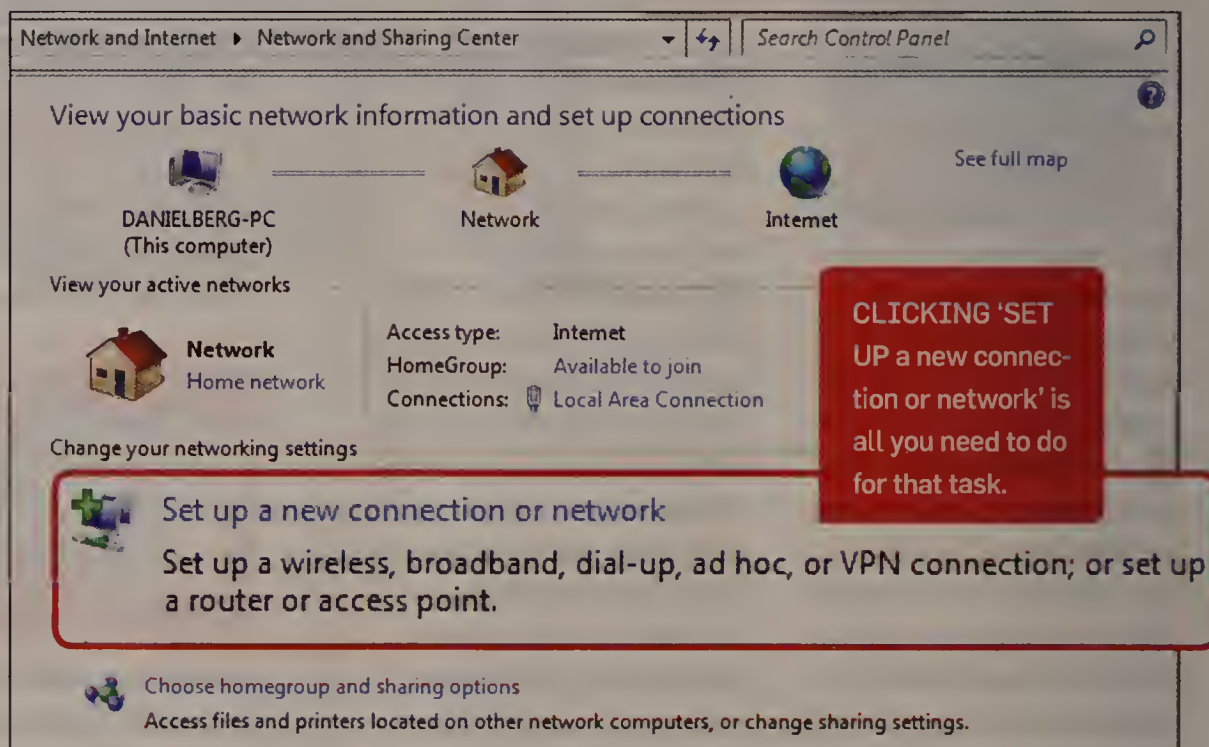 Network and Internet ▸ Network and Sharing Center
Search Control Panel
View your basic network information and set up connections
See full map
DANIELBERG-PC
(This computer)
Network
Internet
View your active networks
Network
Home network
Access type: Internet
HomeGroup: Available to join
Connections: Local Area Connection
CLICKING ‘SET
UP a new connec-
tion or network’ is
all you need to do
for that task.
Change your networking settings
Set up a new connection or network
Set up a wireless, broadband, dial-up, ad hoc, or VPN connection; or set up
a router or access point.
Choose homegroup and sharing options
Access files and printers located on other network computers, or change sharing settings.